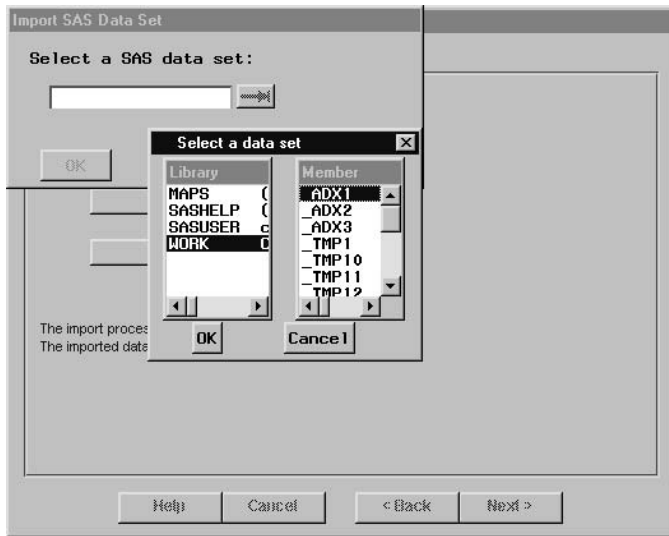 Import SAS Data Set
Select a SAS data set:
OK
Select a data set
Library
MAPS (
SASHELP (
SASUSER c
WORK C
Member
_ADX1
_ADX2
_ADX3
_TMP1
_TMP10
_TMP11
_TMP12
OK
Cancel
The import proces
The imported data
Help
Cancel
< Back
Next >